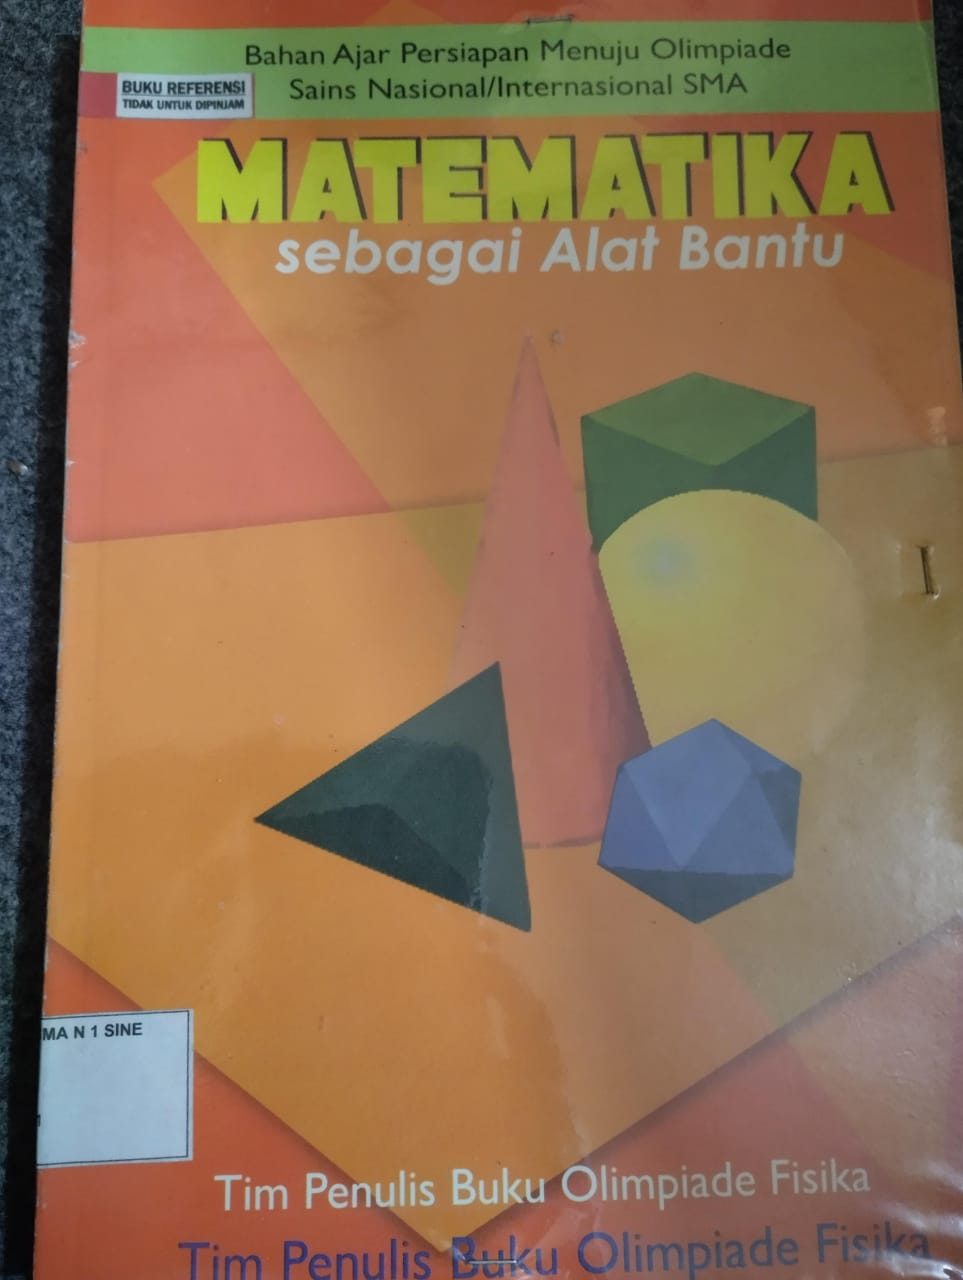 Bahan Ajar Persiapan Menuju Olimpiade
Sains Nasional/Internasional SMA
BUKU REFERENSI
TIDAK UNTUK DIPINJAM
MATEMATIKA
sebagai Alat Bantu
MA N 1 SINE
Tim Penulis Buku Olimpiade Fisika
Tim Penulis Buku Olimpiade Fisika